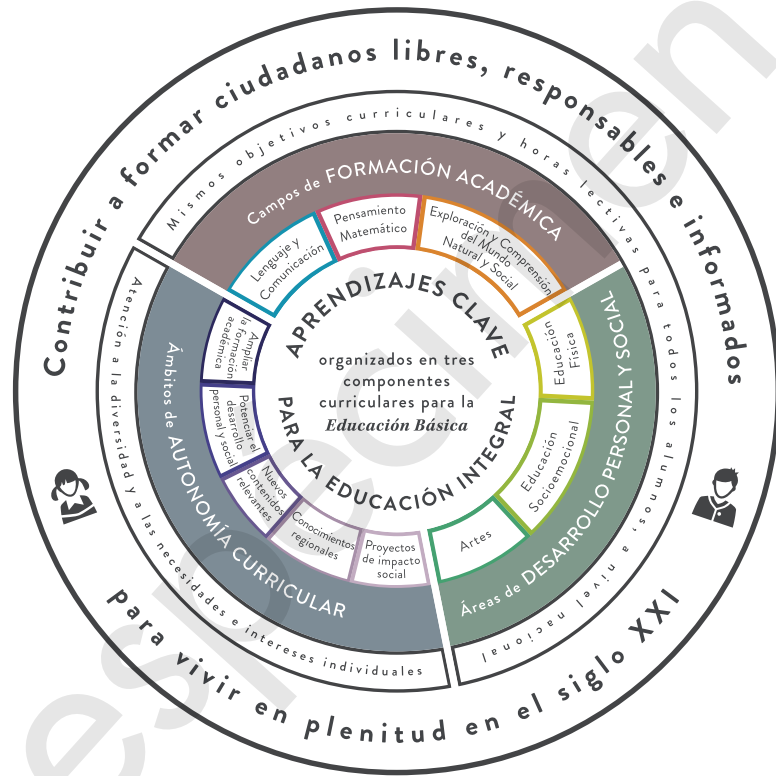 Contribuir a formar ciudadanos libres, responsables e informados
para vivir en plenitud en el siglo XXI
Mismos objetivos curriculares y horas lectivas para todos los alumnos, a nivel nacional
Atención a la diversidad y a las necesidades e intereses individuales
Campos de FORMACIÓN ACADÉMICA
Lenguaje y
Comunicación
Pensamiento
Matemático
Exploración y Comprensión
del Mundo
Natural y Social
Áreas de DESARROLLO PERSONAL Y SOCIAL
Educación
Física
Educación
Socioemocional
Artes
Ámbitos de AUTONOMÍA CURRICULAR
Ampliar
la formación
académica
Potenciar el
desarrollo
personal y social
Nuevos
contenidos
relevantes
Conocimientos
regionales
Proyectos
de impacto
social
APRENDIZAJES CLAVE
organizados en tres
componentes
curriculares para la
Educación Básica
PARA LA EDUCACIÓN INTEGRAL
especimen